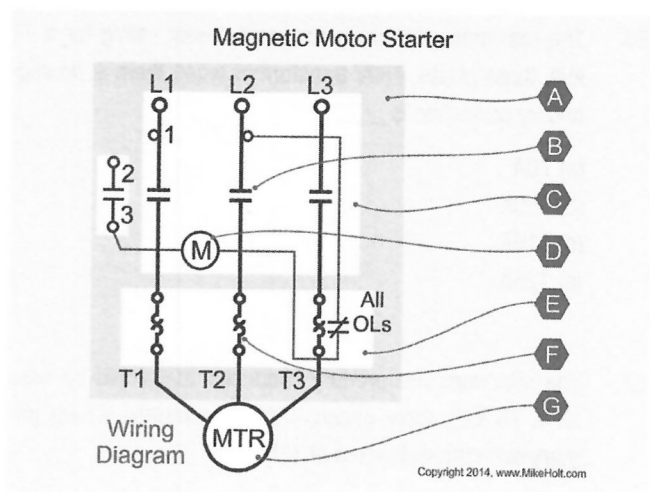 Magnetic Motor Starter
L1 L2 L3
A
1
B
2
C
3
M
D
All
OLs
E
F
T1 T2 T3
G
Wiring
Diagram
MTR
Copyright 2014, www.MikeHolt.com